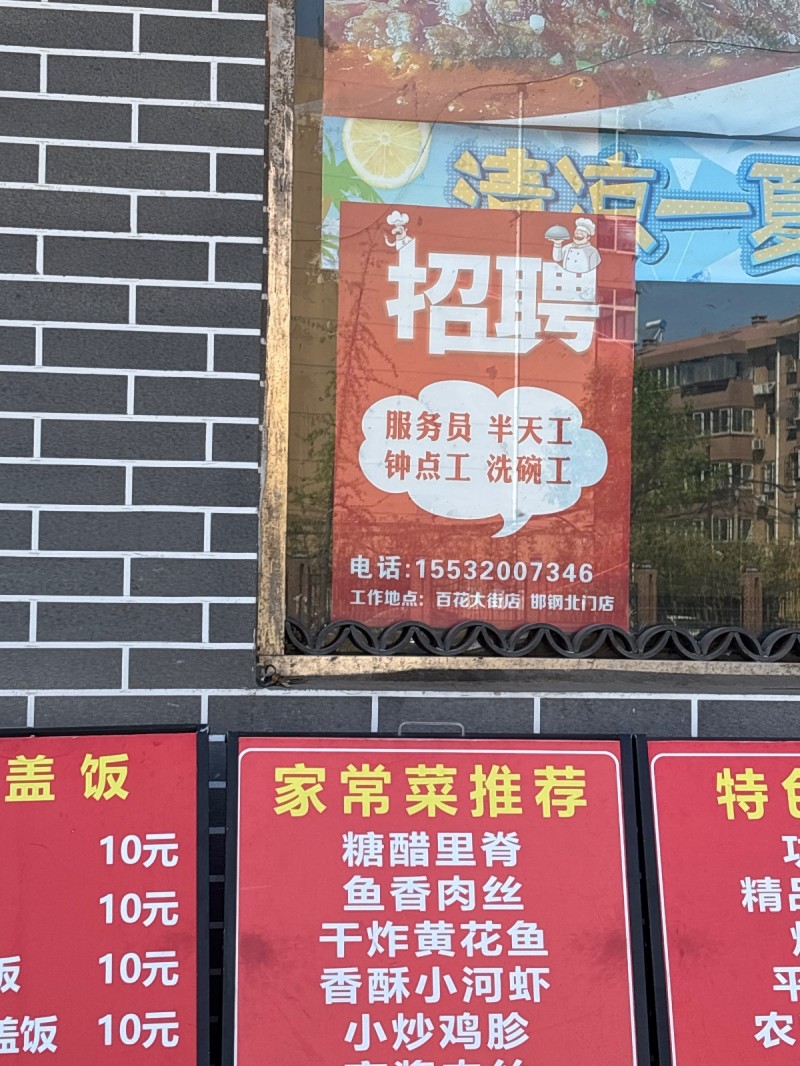 清凉一夏
招聘
服务员 半天工
钟点工 洗碗工
电话:15532007346
工作地点: 百花大街店 邯钢北门店
盖饭
10元
10元
饭 10元
盖饭 10元
家常菜推荐
糖醋里脊
鱼香肉丝
干炸黄花鱼
香酥小河虾
小炒鸡胗
特
精品
平
农